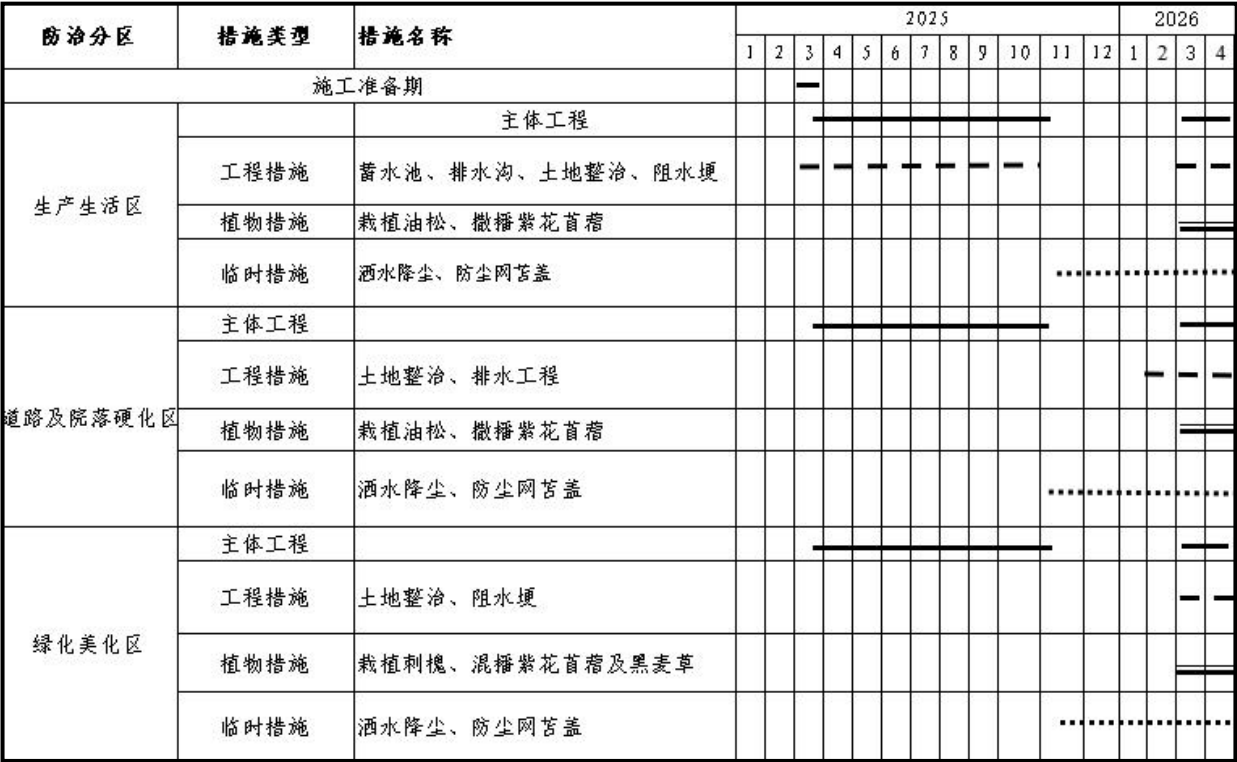 防治分区 措施类型 措施名称 2025 2026
1 2 3 4 5 6 7 8 9 10 11 12 1 2 3 4
施工准备期
生产生活区
主体工程
工程措施 蓄水池、排水沟、土地整治、阻水埂
植物措施 栽植油松、撒播紫花苜蓿
临时措施 洒水降尘、防尘网苫盖
道路及院落硬化区
主体工程
工程措施 土地整治、排水工程
植物措施 栽植油松、撒播紫花苜蓿
临时措施 洒水降尘、防尘网苫盖
绿化美化区
主体工程
工程措施 土地整治、阻水埂
植物措施 栽植刺槐、混播紫花苜蓿及黑麦草
临时措施 洒水降尘、防尘网苫盖